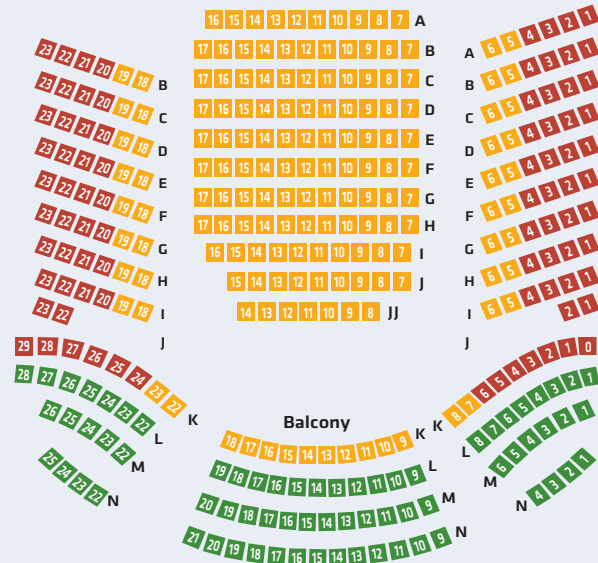 16 15 14 13 12 11 10 9 8 7 A
17 16 15 14 13 12 11 10 9 8 7 B
17 16 15 14 13 12 11 10 9 8 7 C
17 16 15 14 13 12 11 10 9 8 7 D
17 16 15 14 13 12 11 10 9 8 7 E
17 16 15 14 13 12 11 10 9 8 7 F
17 16 15 14 13 12 11 10 9 8 7 G
17 16 15 14 13 12 11 10 9 8 7 H
16 15 14 13 12 11 10 9 8 7 I
15 14 13 12 11 10 9 8 7 J
14 13 12 11 10 9 8 JJ
23 22 21 20 19 18 B
23 22 21 20 19 18 C
23 22 21 20 19 18 D
23 22 21 20 19 18 E
23 22 21 20 19 18 F
23 22 21 20 19 18 G
23 22 21 20 19 18 H
23 22 21 20 19 18 I
23 22 J
A 6 5 4 3 2 1
B 6 5 4 3 2 1
C 6 5 4 3 2 1
D 6 5 4 3 2 1
E 6 5 4 3 2 1
F 6 5 4 3 2 1
G 6 5 4 3 2 1
H 6 5 4 3 2 1
I 6 5 4 3 2 1
J 2 1
29 28 27 26 25 24 23 22 K
28 27 26 25 24 23 22 L
26 25 24 23 22 M
25 24 23 22 N
Balcony
18 17 16 15 14 13 12 11 10 9 K
19 18 17 16 15 14 13 12 11 10 9 L
20 19 18 17 16 15 14 13 12 11 10 9 M
21 20 19 18 17 16 15 14 13 12 11 10 9 N
K 8 7 6 5 4 3 2 1 0
L 8 7 6 5 4 3 2 1
M 6 5 4 3 2 1
N 4 3 2 1